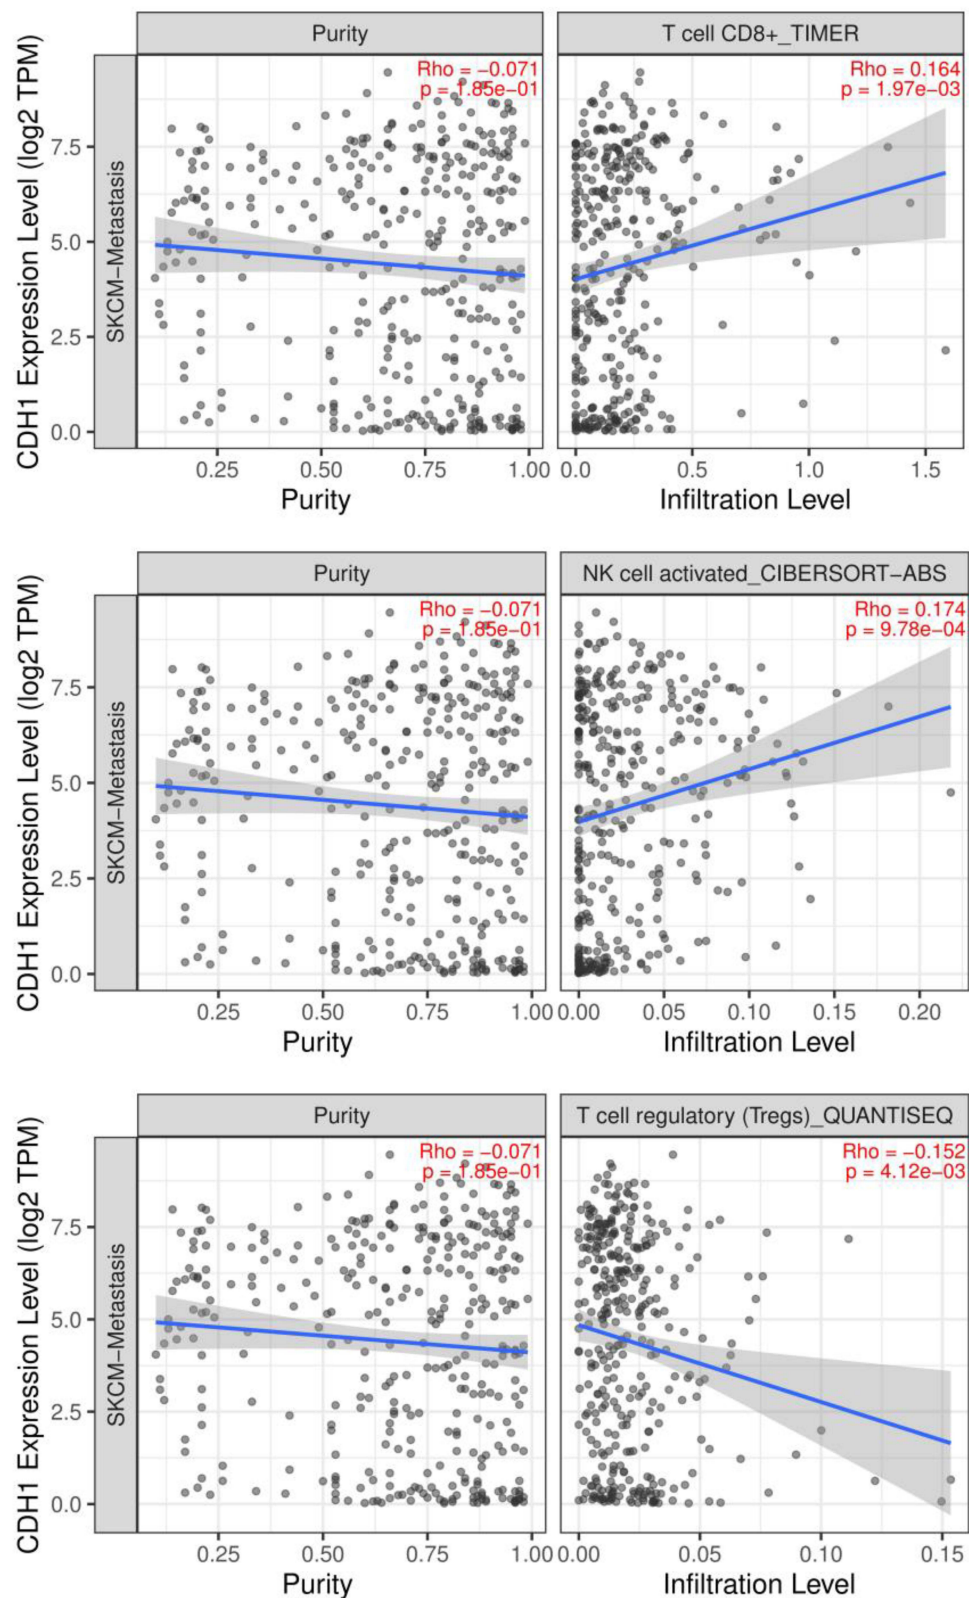 Purity
T cell CD8+_TIMER
CDH1 Expression Level (log2 TPM)
SKCM−Metastasis
Rho = −0.071
p = 1.85e−01
Rho = 0.164
p = 1.97e−03
7.5
5.0
2.5
0.0
0.25 0.50 0.75 1.00
0.0 0.5 1.0 1.5
Purity
Infiltration Level
Purity
NK cell activated_CIBERSORT−ABS
CDH1 Expression Level (log2 TPM)
SKCM−Metastasis
Rho = −0.071
p = 1.85e−01
Rho = 0.174
p = 9.78e−04
7.5
5.0
2.5
0.0
0.25 0.50 0.75 1.00
0.00 0.05 0.10 0.15 0.20
Purity
Infiltration Level
Purity
T cell regulatory (Tregs)_QUANTISEQ
CDH1 Expression Level (log2 TPM)
SKCM−Metastasis
Rho = −0.071
p = 1.85e−01
Rho = −0.152
p = 4.12e−03
7.5
5.0
2.5
0.0
0.25 0.50 0.75 1.00
0.00 0.05 0.10 0.15
Purity
Infiltration Level